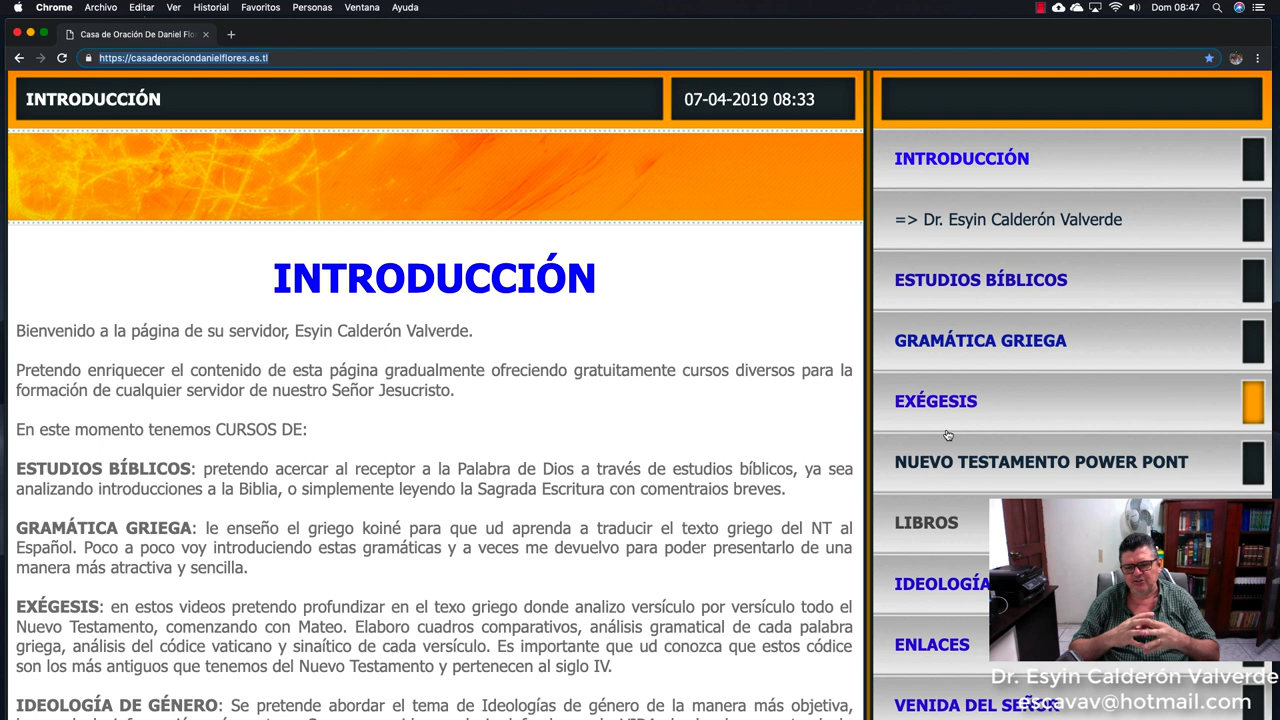 Chrome Archivo Editar Ver Historial Favoritos Personas Ventana Ayuda Dom 08:47
Casa de Oración De Daniel Flo
https://casadeoraciondanielflores.es.tl
INTRODUCCIÓN
07-04-2019 08:33
INTRODUCCIÓN
Bienvenido a la página de su servidor, Esyin Calderón Valverde.
Pretendo enriquecer el contenido de esta página gradualmente ofreciendo gratuitamente cursos diversos para la
formación de cualquier servidor de nuestro Señor Jesucristo.
En este momento tenemos CURSOS DE:
ESTUDIOS BÍBLICOS: pretendo acercar al receptor a la Palabra de Dios a través de estudios bíblicos, ya sea
analizando introducciones a la Biblia, o simplemente leyendo la Sagrada Escritura con comentraios breves.
GRAMÁTICA GRIEGA: le enseño el griego koiné para que ud aprenda a traducir el texto griego del NT al
Español. Poco a poco voy introduciendo estas gramáticas y a veces me devuelvo para poder presentarlo de una
manera más atractiva y sencilla.
EXÉGESIS: en estos videos pretendo profundizar en el texo griego donde analizo versículo por versículo todo el
Nuevo Testamento, comenzando con Mateo. Elaboro cuadros comparativos, análisis gramatical de cada palabra
griega, análisis del códice vaticano y sinaítico de cada versículo. Es importante que ud conozca que estos códice
son los más antiguos que tenemos del Nuevo Testamento y pertenecen al siglo IV.
IDEOLOGÍA DE GÉNERO: Se pretende abordar el tema de Ideologías de género de la manera más objetiva,
INTRODUCCIÓN
=> Dr. Esyin Calderón Valverde
ESTUDIOS BÍBLICOS
GRAMÁTICA GRIEGA
EXÉGESIS
NUEVO TESTAMENTO POWER PONT
LIBROS
IDEOLOGÍA
ENLACES
VENIDA DEL SEÑOR
Dr. Esyin Calderón Valverde
escavav@hotmail.com